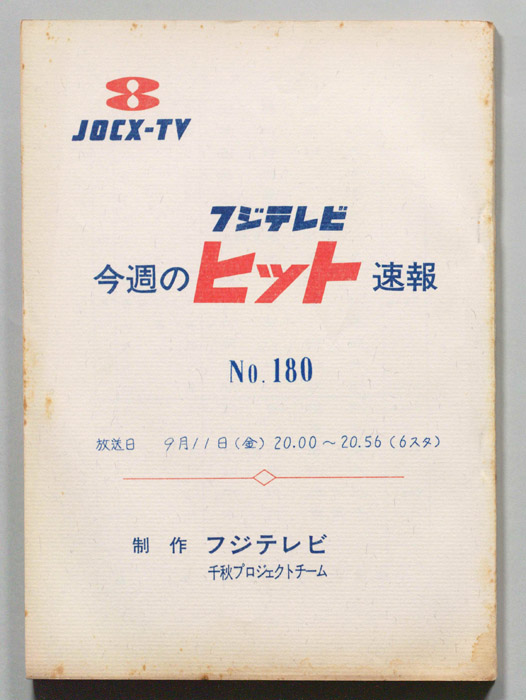 JOCX-TV
フジテレビ
今週のヒット速報
No. 180
放送日 9月11日(金) 20.00〜20.56(6スタ)
制作 フジテレビ
千秋プロジェクトチーム